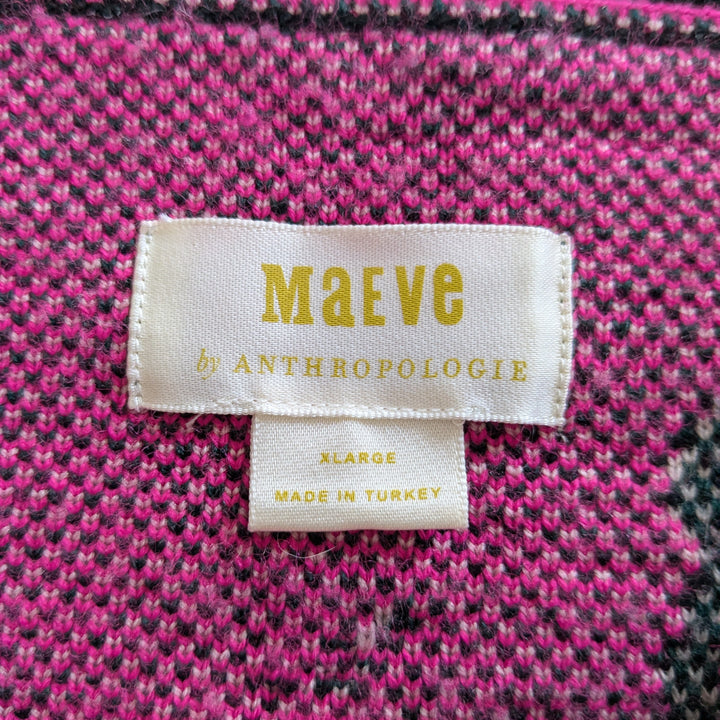 MaEVe
by ANTHROPOLOGIE
XLARGE
MADE IN TURKEY